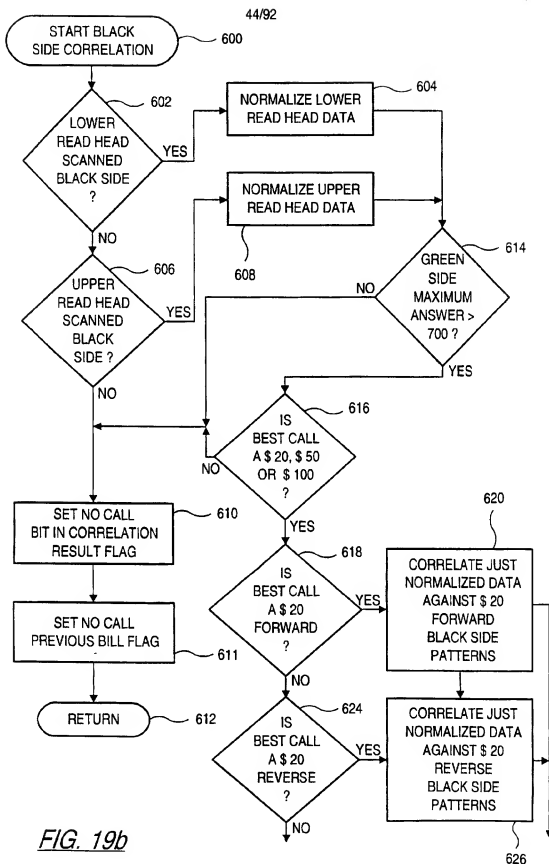 44/92
START BLACK
SIDE CORRELATION
600
602
LOWER
READ HEAD
SCANNED
BLACK SIDE
?
YES
NO
604
NORMALIZE LOWER
READ HEAD DATA
NORMALIZE UPPER
READ HEAD DATA
608
606
UPPER
READ HEAD
SCANNED
BLACK
SIDE ?
YES
NO
614
GREEN
SIDE
MAXIMUM
ANSWER >
700 ?
NO
YES
616
IS
BEST CALL
A $ 20, $ 50
OR $ 100
?
NO
YES
SET NO CALL
BIT IN CORRELATION
RESULT FLAG
610
SET NO CALL
PREVIOUS BILL FLAG
611
RETURN
612
618
IS
BEST CALL
A $ 20
FORWARD
?
YES
NO
620
CORRELATE JUST
NORMALIZED DATA
AGAINST $ 20
FORWARD
BLACK SIDE
PATTERNS
624
IS
BEST CALL
A $ 20
REVERSE
?
YES
NO
CORRELATE JUST
NORMALIZED DATA
AGAINST $ 20
REVERSE
BLACK SIDE
PATTERNS
626
FIG. 19b